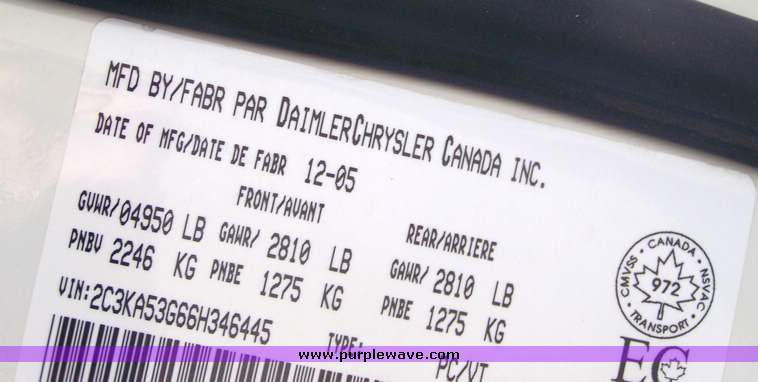 MFD BY/FABR PAR DAIMLERCHRYSLER CANADA INC.
DATE OF MFG/DATE DE FABR 12-05
FRONT/AVANT REAR/ARRIERE
GVWR/04950 LB GAWR/ 2810 LB GAWR/ 2810 LB
PNBV 2246 KG PNBE 1275 KG PNBE 1275 KG
VIN:2C3KA53G66H346445 TYPE:
PC/VT
CANADA
CMVSS 972 NSVAC
TRANSPORT
EC
www.purplewave.com